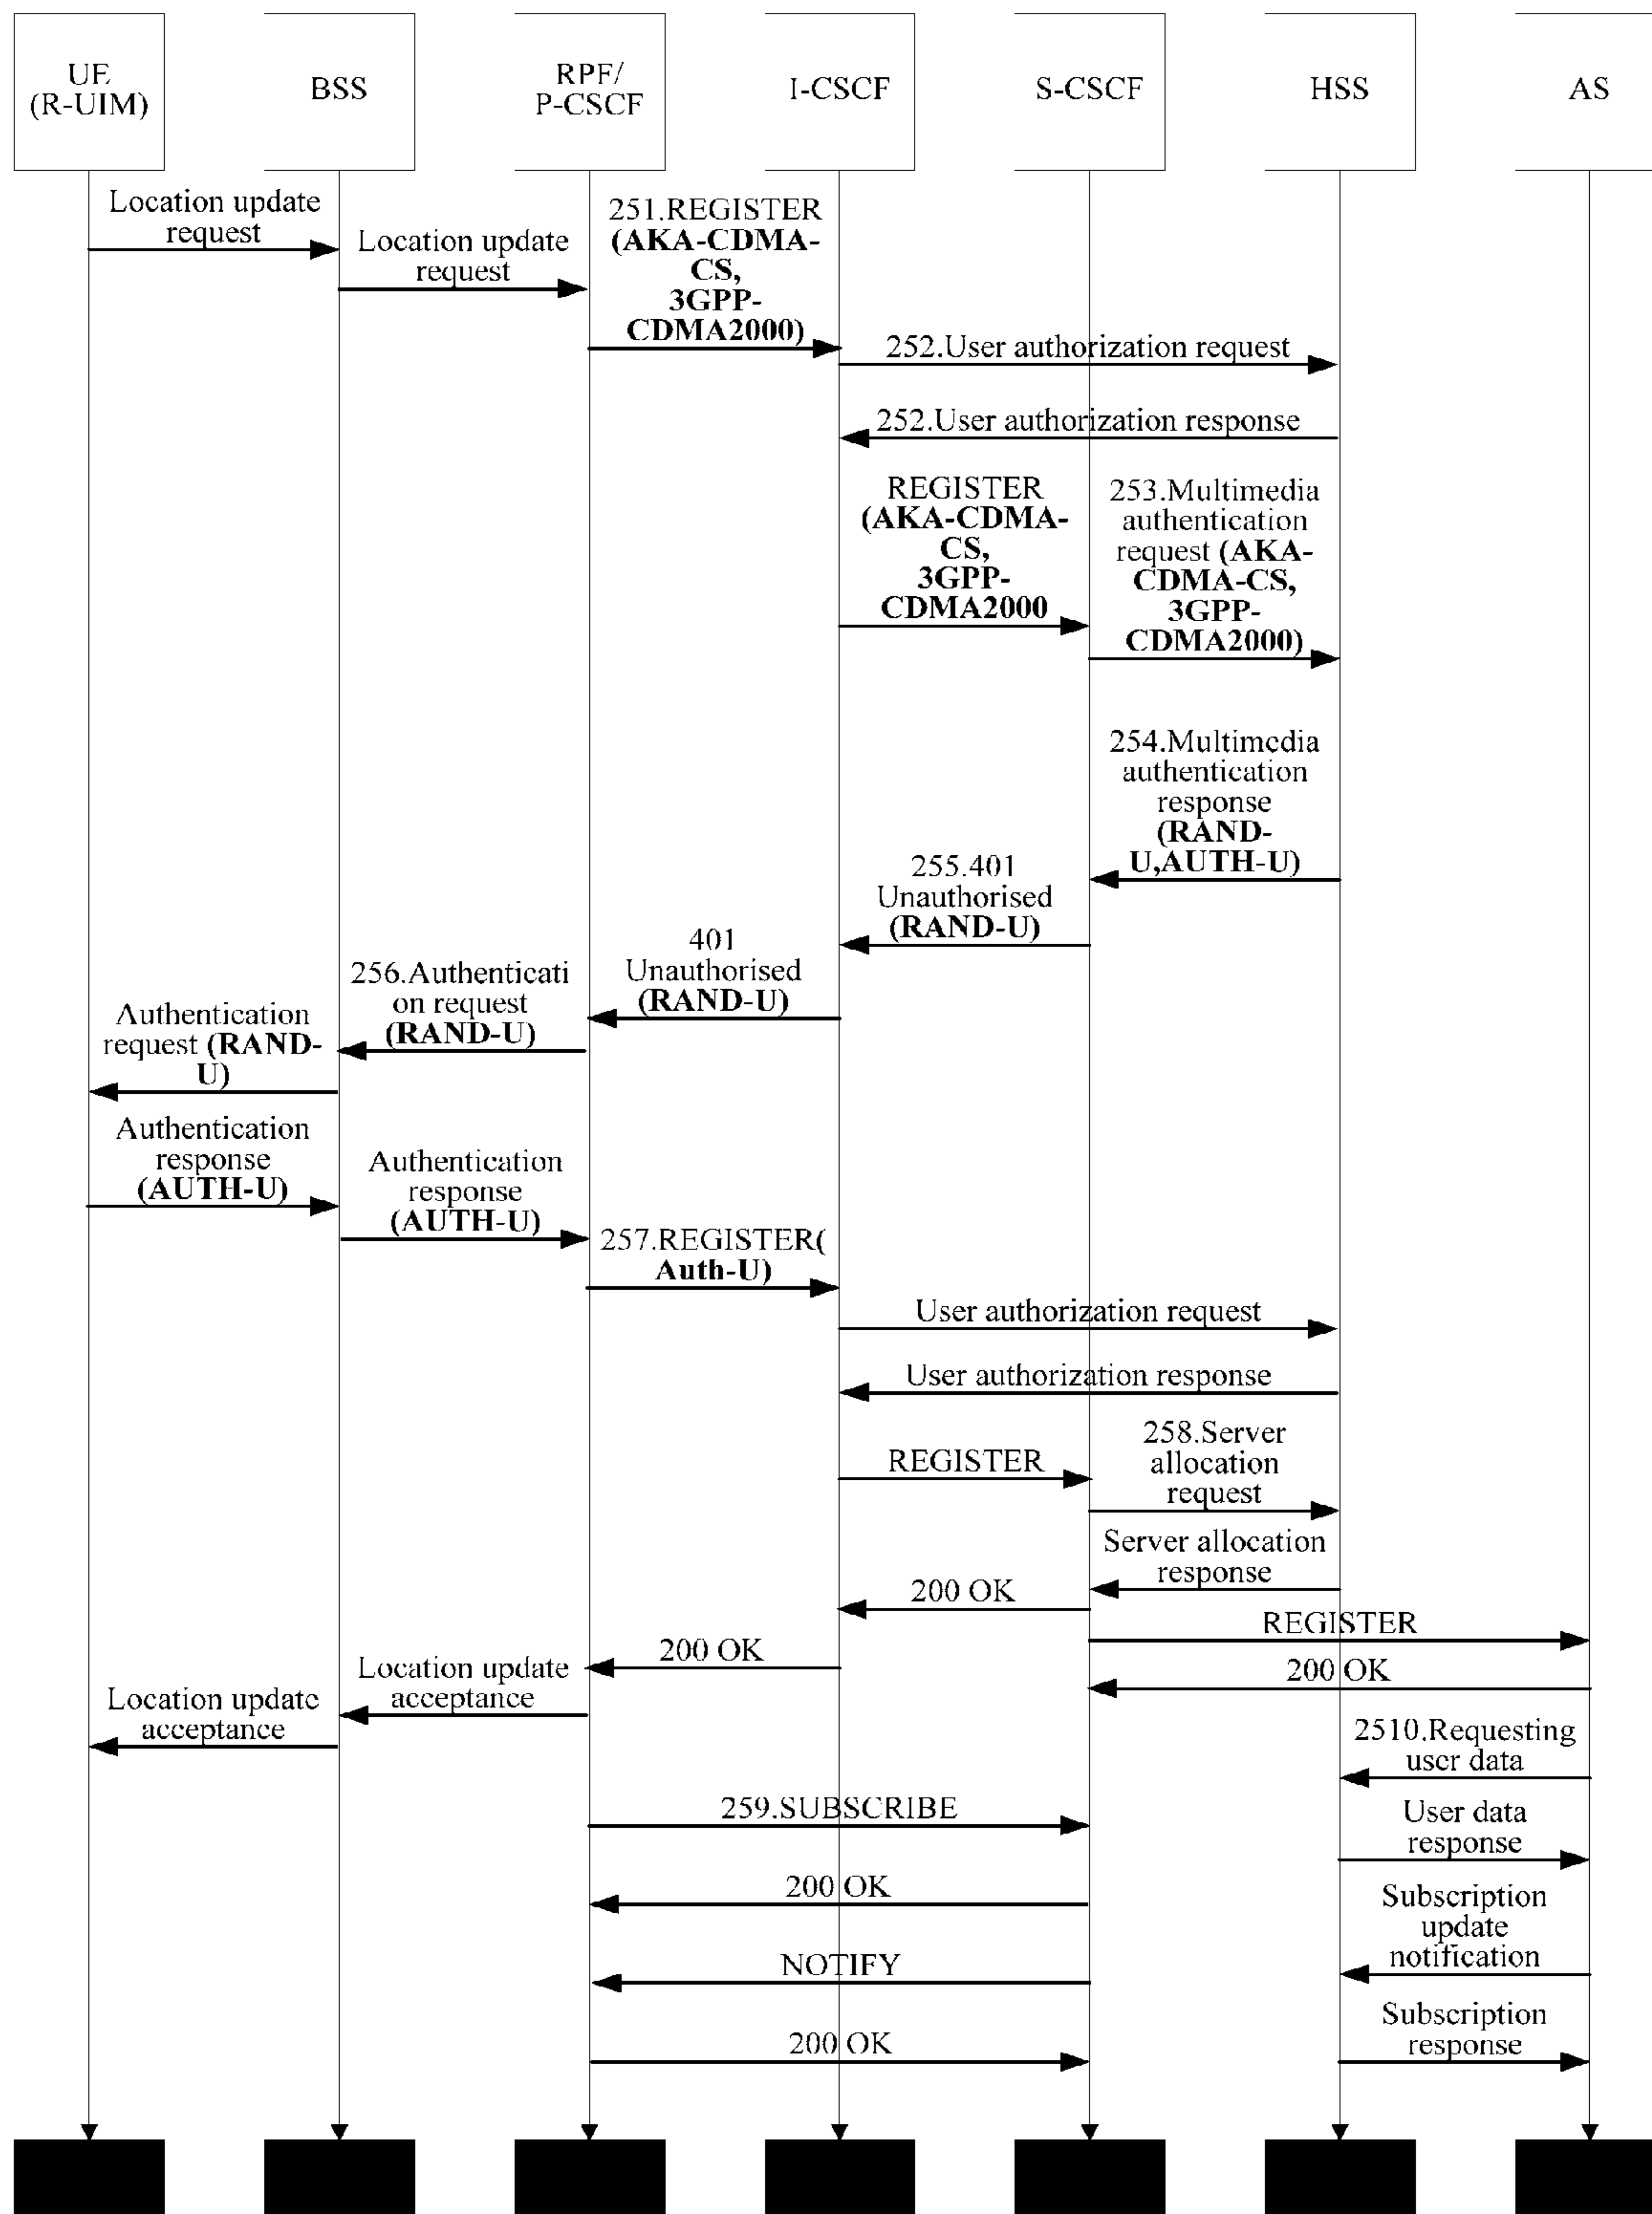 UE
(R-UIM)
BSS
RPF/
P-CSCF
I-CSCF
S-CSCF
HSS
AS
Location update
request
Location update
request
251.REGISTER
(AKA-CDMA-
CS,
3GPP-
CDMA2000)
252.User authorization request
252.User authorization response
REGISTER
(AKA-CDMA-
CS,
3GPP-
CDMA2000
253.Multimedia
authentication
request (AKA-
CDMA-CS,
3GPP-
CDMA2000)
254.Multimedia
authentication
response
(RAND-
U,AUTH-U)
255.401
Unauthorised
(RAND-U)
401
Unauthorised
(RAND-U)
256.Authenticati
on request
(RAND-U)
Authentication
request (RAND-
U)
Authentication
response
(AUTH-U)
Authentication
response
(AUTH-U)
257.REGISTER(
Auth-U)
User authorization request
User authorization response
REGISTER
258.Server
allocation
request
Server allocation
response
200 OK
REGISTER
200 OK
200 OK
Location update
acceptance
Location update
acceptance
2510.Requesting
user data
259.SUBSCRIBE
User data
response
200 OK
Subscription
update
notification
NOTIFY
Subscription
response
200 OK